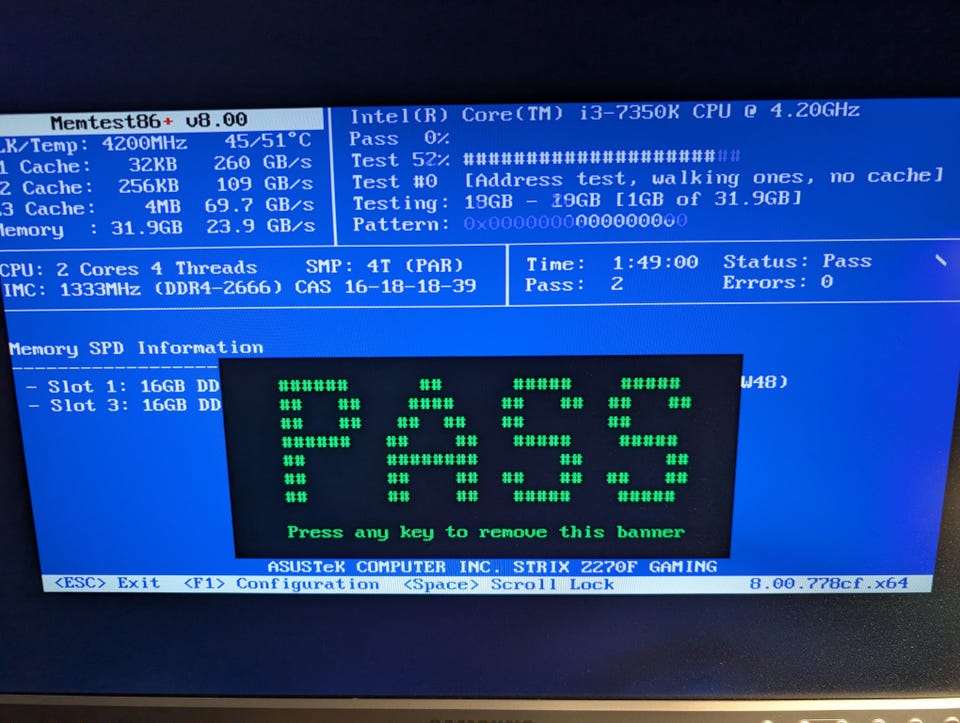 Memtest86+ v8.00
LK/Temp: 4200MHz 45/51°C
1 Cache: 32KB 260 GB/s
2 Cache: 256KB 109 GB/s
3 Cache: 4MB 69.7 GB/s
Memory : 31.9GB 23.9 GB/s
Intel(R) Core(TM) i3-7350K CPU @ 4.20GHz
Pass 0%
Test 52% ######################
Test #0 [Address test, walking ones, no cache]
Testing: 18GB - 19GB [1GB of 31.9GB]
Pattern: 0x0000000000000000
CPU: 2 Cores 4 Threads SMP: 4T (PAR)
IMC: 1333MHz (DDR4-2666) CAS 16-18-18-39
Time: 1:49:00 Status: Pass \
Pass: 2 Errors: 0
Memory SPD Information
- Slot 1: 16GB DD W48)
- Slot 3: 16GB DD
PASS
Press any key to remove this banner
ASUSTeK COMPUTER INC. STRIX Z270F GAMING
<ESC> Exit <F1> Configuration <Space> Scroll Lock 8.00.778cf.x64